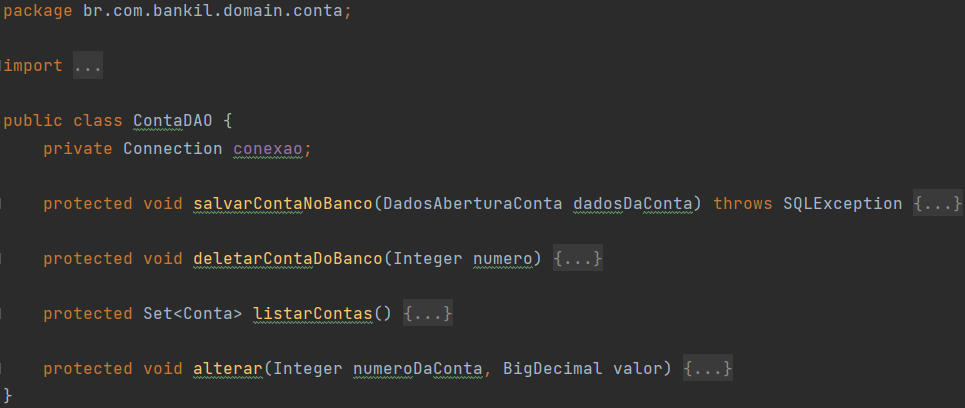 package br.com.bankil.domain.conta;
import ...
public class ContaDAO {
private Connection conexao;
protected void salvarContaNoBanco(DadosAberturaConta dadosDaConta) throws SQLException {...}
protected void deletarContaDoBanco(Integer numero) {...}
protected Set<Conta> listarContas() {...}
protected void alterar(Integer numeroDaConta, BigDecimal valor) {...}
}